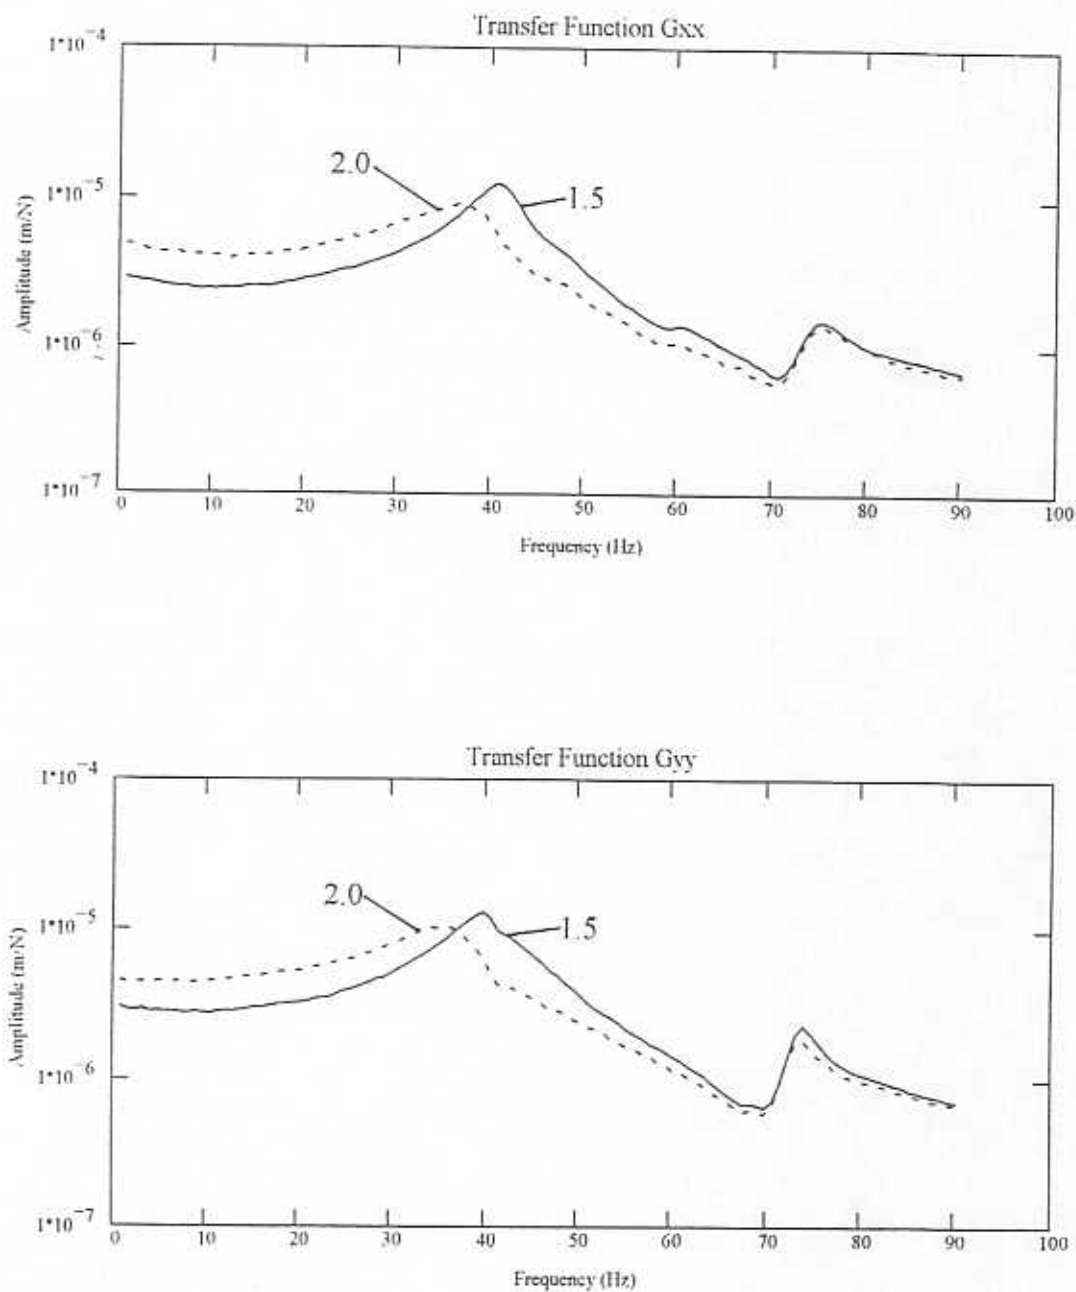 Transfer Function Gxx
1*10-4
2.0
1*10-5
1.5
Amplitude (m/N)
1*10-6
1*10-7
0 10 20 30 40 50 60 70 80 90 100
Frequency (Hz)
Transfer Function Gyy
1*10-4
2.0
1*10-5
1.5
Amplitude (m/N)
1*10-6
1*10-7
0 10 20 30 40 50 60 70 80 90 100
Frequency (Hz)